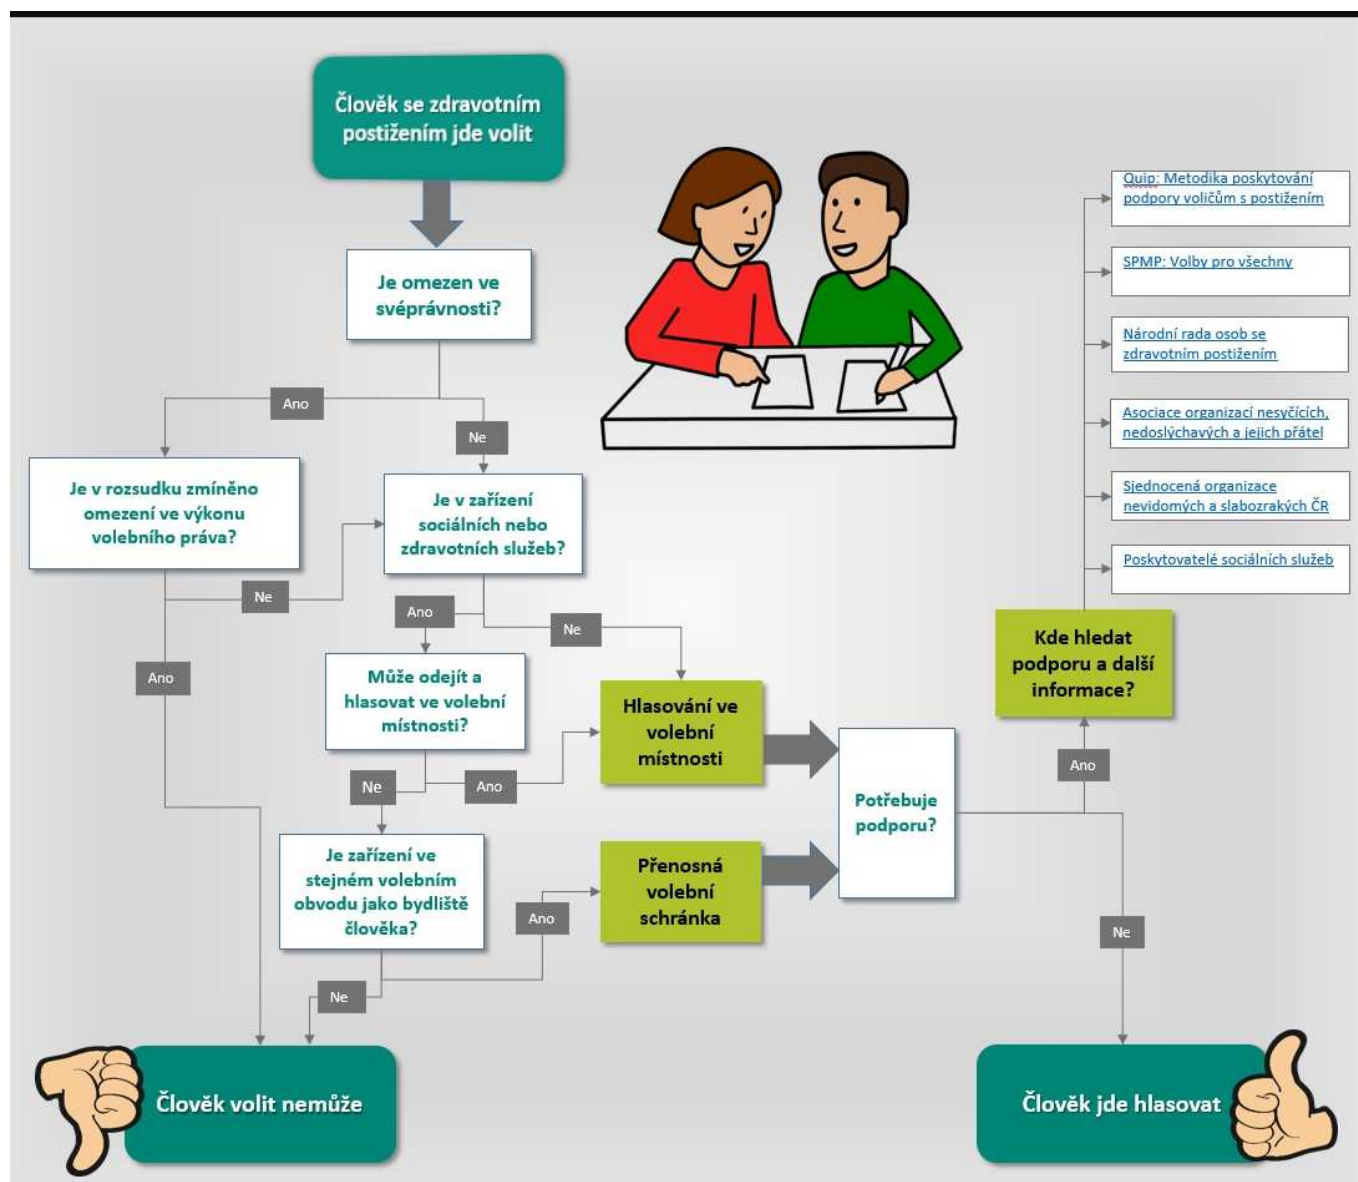 Člověk se zdravotním
postižením jde volit
Je omezen ve
svéprávnosti?
Ano
Ne
Je v rozsudku zmíněno
omezení ve výkonu
volebního práva?
Je v zařízení
sociálních nebo
zdravotních služeb?
Ne
Ano
Ano
Ne
Může odejít a
hlasovat ve volební
místnosti?
Ne
Ano
Hlasování ve
volební
místnosti
Je zařízení ve
stejném volebním
obvodu jako bydliště
člověka?
Ano
Ne
Přenosná
volební
schránka
Potřebuje
podporu?
Ano
Ne
Kde hledat
podporu a další
informace?
Quip: Metodika poskytování
podpory voličům s postižením
SPMP: Volby pro všechny
Národní rada osob se
zdravotním postižením
Asociace organizací nesyčících,
nedoslýchavých a jejich přátel
Sjednocená organizace
nevidomých a slabozrakých ČR
Poskytovatelé sociálních služeb
Člověk volit nemůže
Člověk jde hlasovat